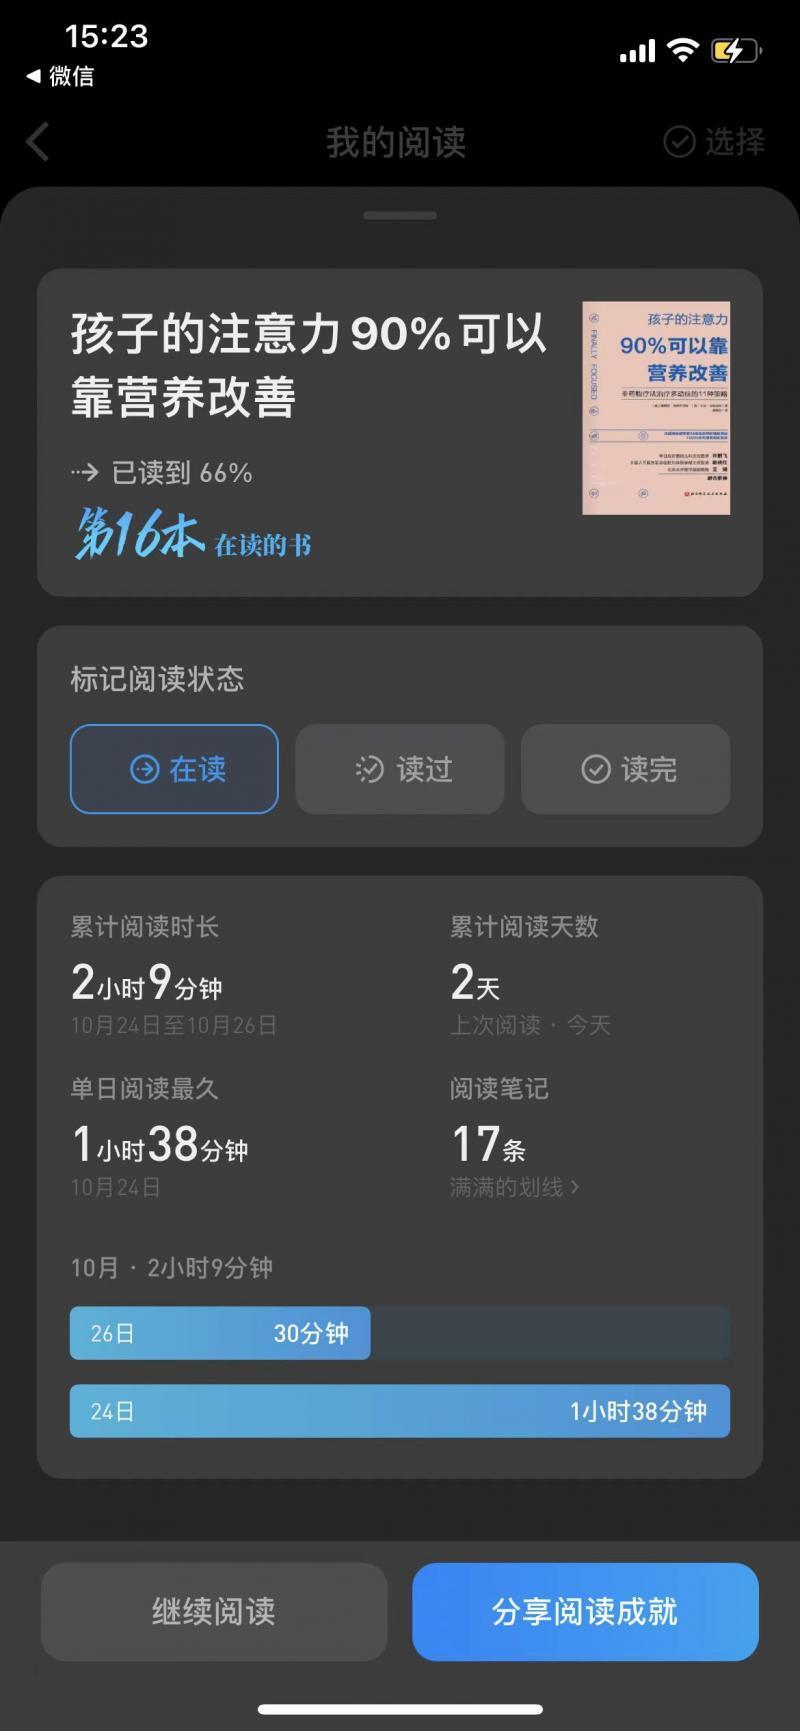 15:23
微信
我的阅读
选择
孩子的注意力90%可以
靠营养改善
已读到 66%
第16本 在读的书
孩子的注意力
90%可以靠
营养改善
非药物疗法治疗多动症的11种策略
FINALLY FOCUSED
标记阅读状态
在读
读过
读完
累计阅读时长
累计阅读天数
2小时9分钟
2天
10月24日至10月26日
上次阅读 · 今天
单日阅读最久
阅读笔记
1小时38分钟
17条
10月24日
满满的划线
10月 · 2小时9分钟
26日
30分钟
24日
1小时38分钟
继续阅读
分享阅读成就